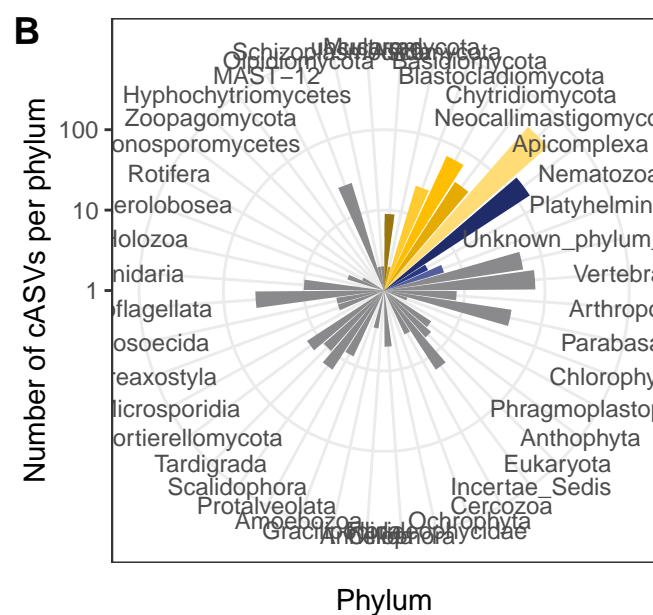 B
Number of cASVs per phylum
100
10
1
Basidiomycota
Blastocladiomycota
Chytridiomycota
Neocallimastigomyco
Apicomplexa
Nematozoa
Platyhelmin
Unknown_phylum_
Vertebra
Arthropo
Parabasa
Chlorophy
Phragmoplastop
Anthophyta
Eukaryota
Incertae_Sedis
Cercozoa
Ochrophyta
Amoebozoa
Protalveolata
Scalidophora
Tardigrada
ortierellomycota
licrosporidia
reaxostyla
osoecida
oflagellata
nidaria
Holozoa
erolobosea
Rotifera
onosporomycetes
Zoopagomycota
Hyphochytriomycetes
MAST−12
Olpidiomycota
Phylum